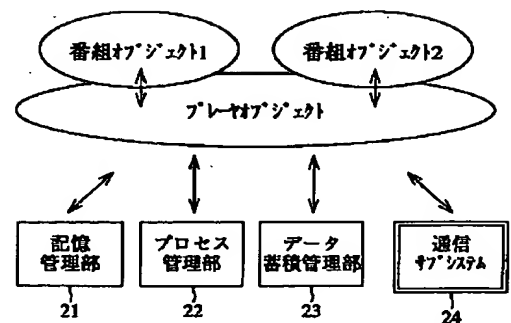 番組ｵﾌﾞｼﾞｪｸﾄ1
番組ｵﾌﾞｼﾞｪｸﾄ2
ﾌﾟﾚｰﾔｵﾌﾞｼﾞｪｸﾄ
記憶
管理部
プロセス
管理部
データ
蓄積管理部
通信
ｻﾌﾞｼｽﾃﾑ
21
22
23
24